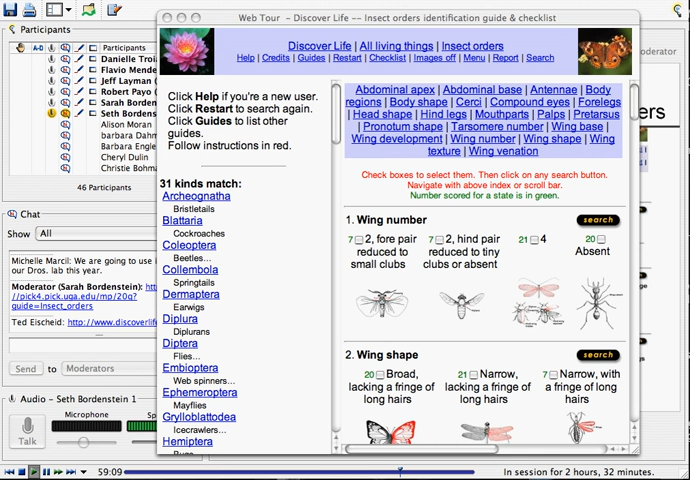 Web Tour - Discover Life -- Insect orders identification guide & checklist
Participants
A-D Participants
Danielle Troi
Flavio Mende
Jeff Layman (
Robert Payo (
Sarah Bordens
Seth Bordenst
Alison Moran
barbara Dahm
Barbara Engle
Cheryl Dulin
Christie Bohma
46 Participants
Chat
Show All
Michelle Marcil: We are going to use i
our Dros. lab this year.
Moderator (Sarah Bordenstein): htt
//pick4.pick.uga.edu/mp/20q?
guide=Insect_orders
Ted Eischeid: http://www.discoverlife
Send to Moderators
Audio - Seth Bordenstein 1
Microphone Sp
Talk
Discover Life | All living things | Insect orders
Help | Credits | Guides | Restart | Checklist | Images off | Menu | Report | Search
Click Help if you're a new user.
Click Restart to search again.
Click Guides to list other
guides.
Follow instructions in red.
31 kinds match:
Archeognatha
Bristletails
Blattaria
Cockroaches
Coleoptera
Beetles...
Collembola
Springtails
Dermaptera
Earwigs
Diplura
Diplurans
Diptera
Flies...
Embioptera
Web spinners...
Ephemeroptera
Mayflies
Grylloblattodea
Icecrawlers...
Hemiptera
Bugs
Abdominal apex | Abdominal base | Antennae | Body
regions | Body shape | Cerci | Compound eyes | Forelegs
| Head shape | Hind legs | Mouthparts | Palps | Pretarsus
| Pronotum shape | Tarsomere number | Wing base |
Wing development | Wing number | Wing shape | Wing
texture | Wing venation
Check boxes to select them. Then click on any search button.
Navigate with above index or scroll bar.
Number scored for a state is in green.
1. Wing number search
7 2, fore pair
reduced to
small clubs
7 2, hind pair
reduced to tiny
clubs or absent
21 4
20
Absent
2. Wing shape search
20 Broad,
lacking a fringe of
long hairs
21 Narrow,
lacking a fringe of
long hairs
7 Narrow, with
a fringe of long
hairs
oderator
ers
59:09
In session for 2 hours, 32 minutes.